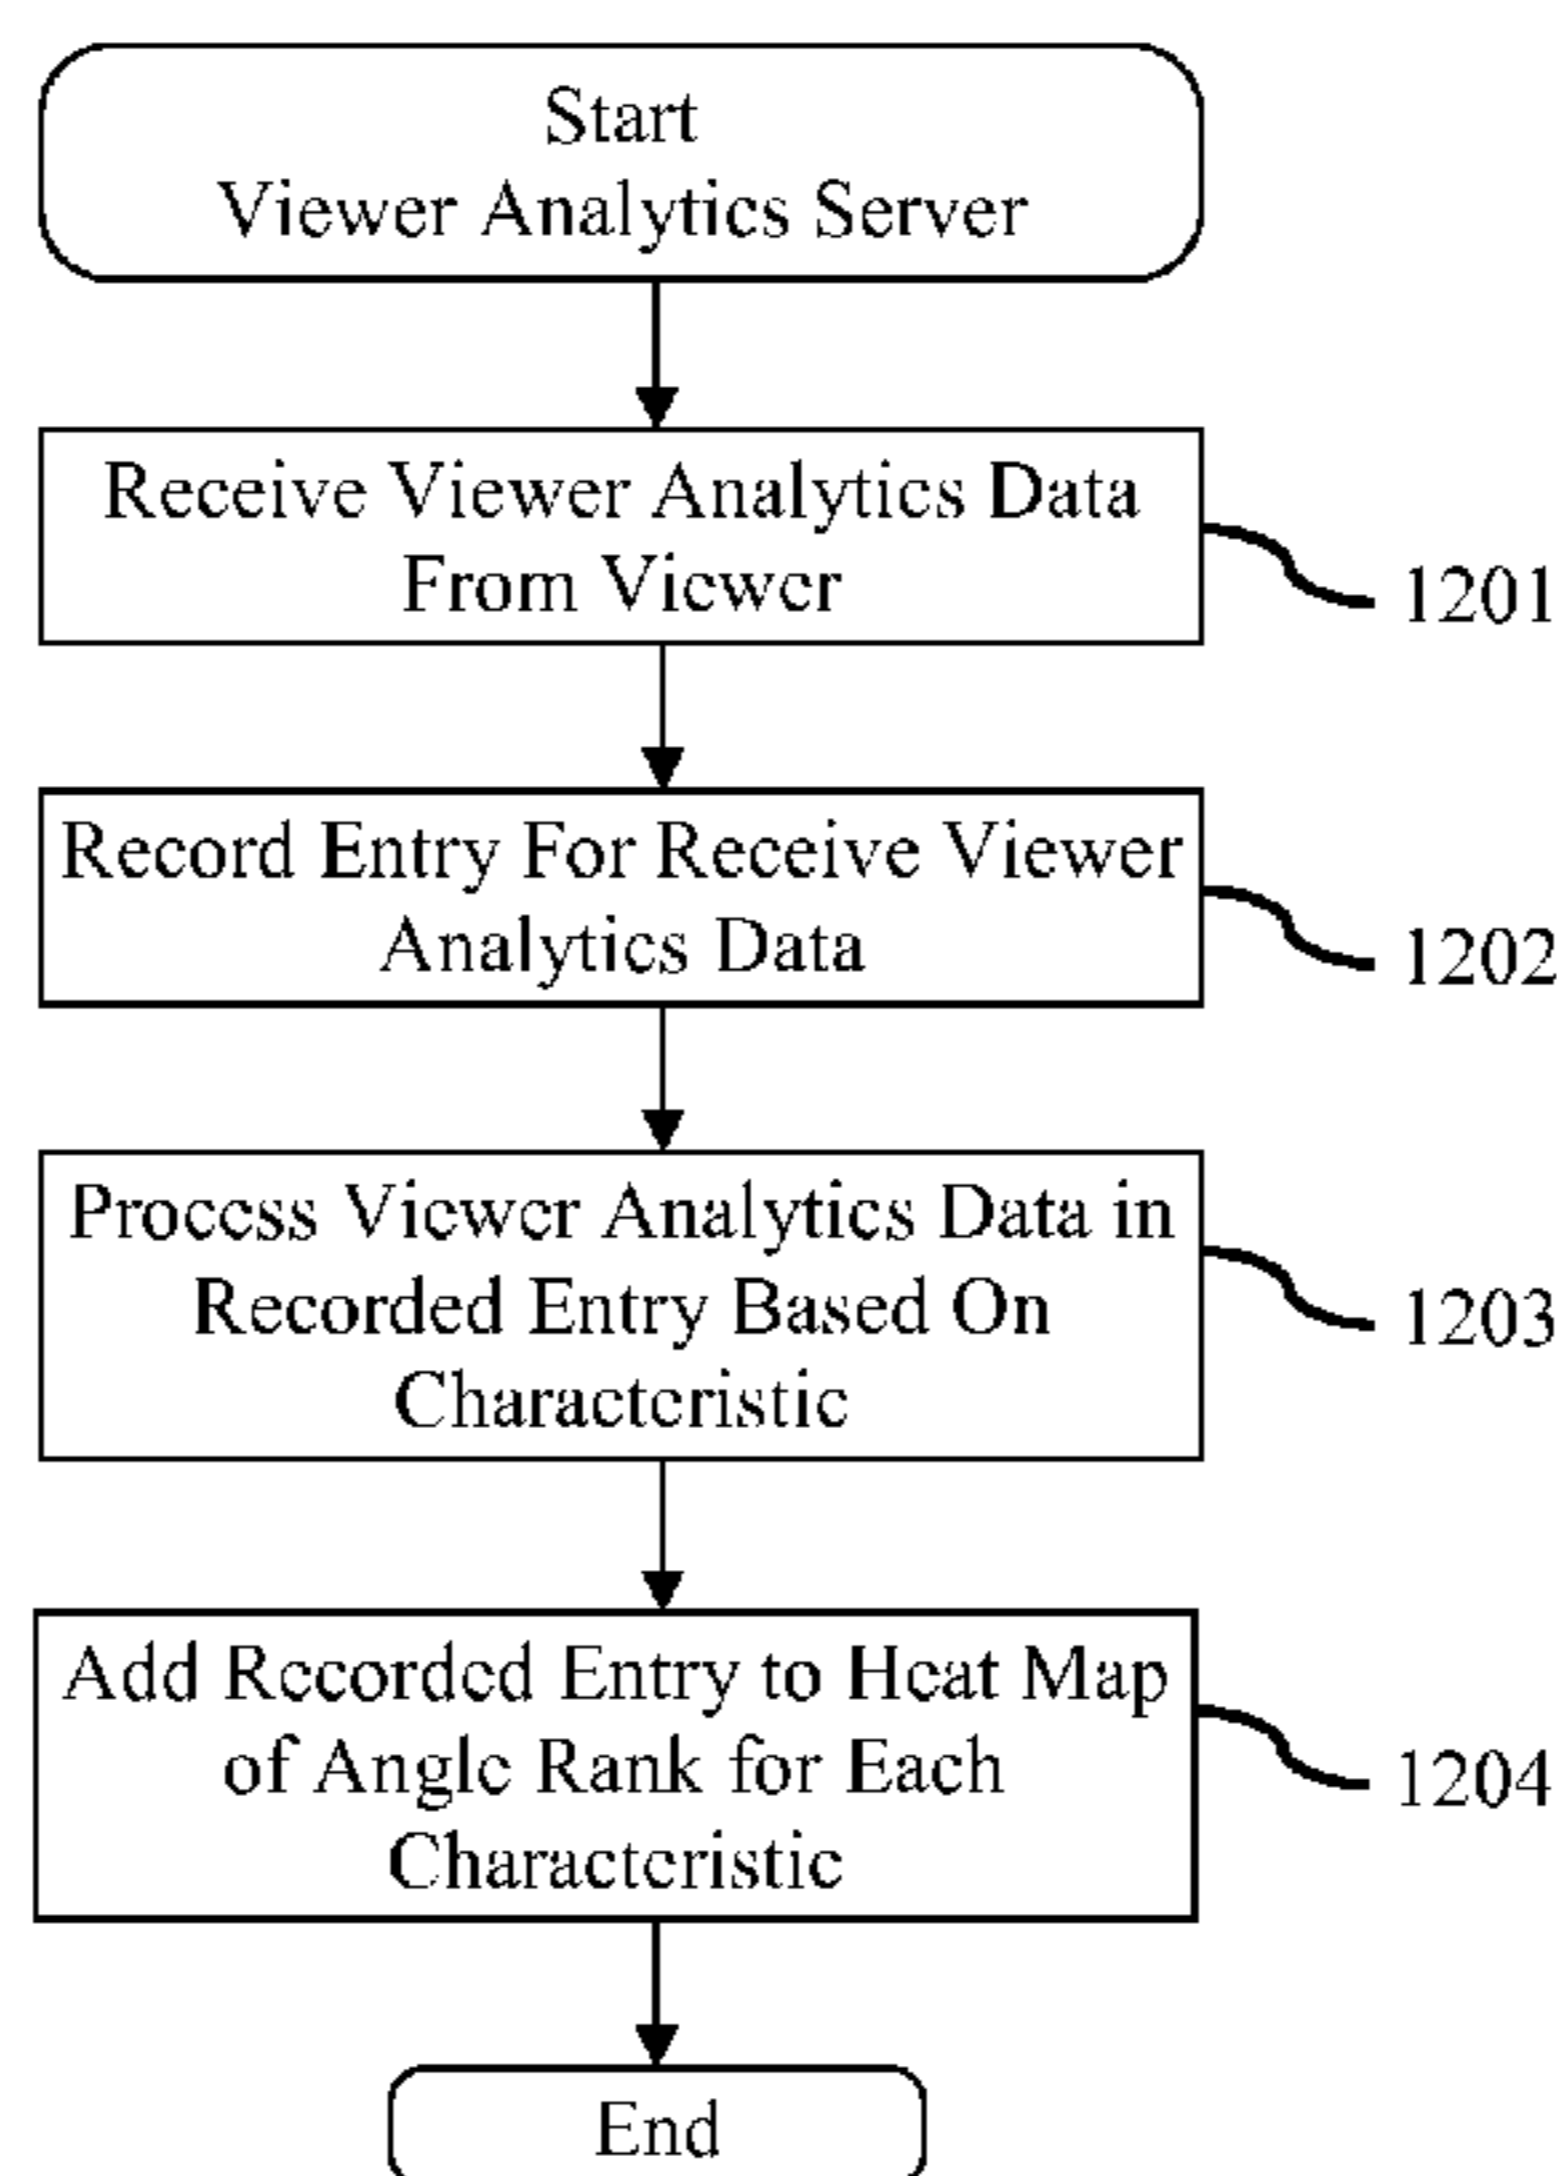 Start
Viewer Analytics Server
Receive Viewer Analytics Data
From Viewer
1201
Record Entry For Receive Viewer
Analytics Data
1202
Process Viewer Analytics Data in
Recorded Entry Based On
Characteristic
1203
Add Recorded Entry to Heat Map
of Angle Rank for Each
Characteristic
1204
End